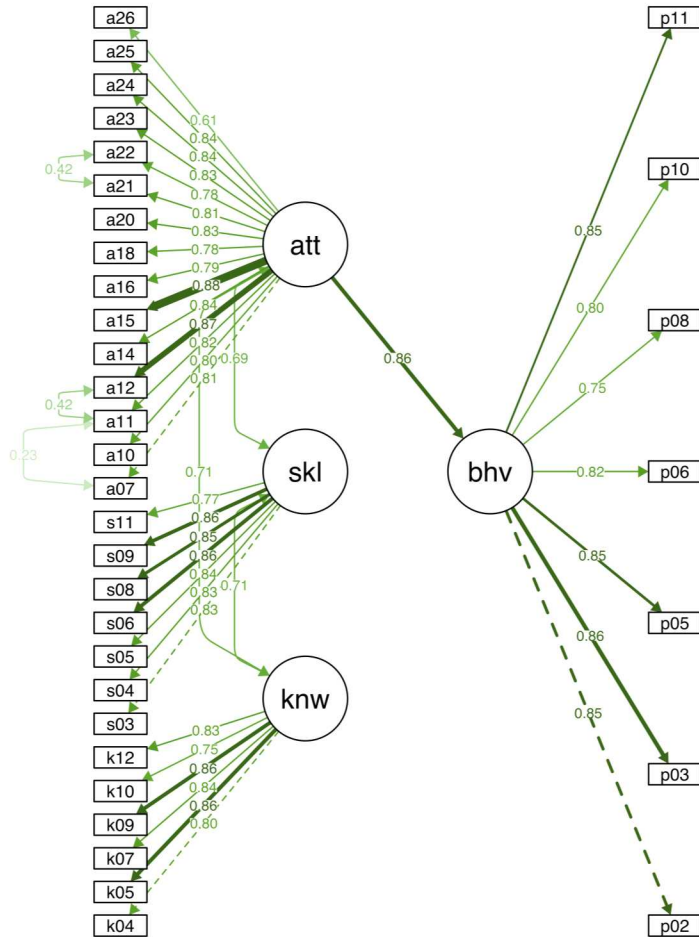 a26
a25
a24
a23
a22
a21
a20
a18
a16
a15
a14
a12
a11
a10
a07
s11
s09
s08
s06
s05
s04
s03
k12
k10
k09
k07
k05
k04
0.42
0.42
0.23
0.61
0.84
0.84
0.83
0.78
0.81
0.83
0.78
0.79
0.88
0.84
0.87
0.82
0.80
0.81
0.69
0.71
0.77
0.86
0.85
0.86
0.84
0.83
0.83
0.71
0.83
0.75
0.86
0.84
0.86
0.80
att
skl
knw
0.86
bhv
0.85
0.80
0.75
0.82
0.85
0.86
0.85
p11
p10
p08
p06
p05
p03
p02